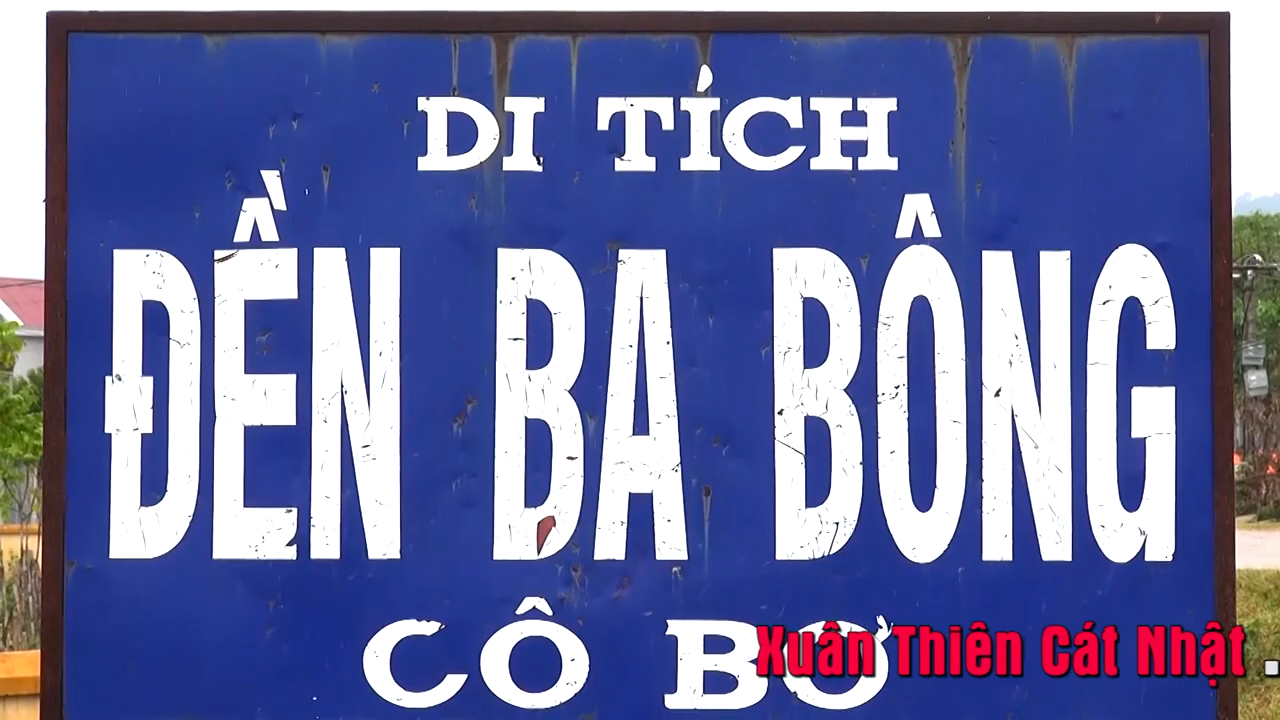 DI TÍCH
ĐỀN BA BÔNG
CÔ BƠ
Xuân Thiên Cát Nhật .